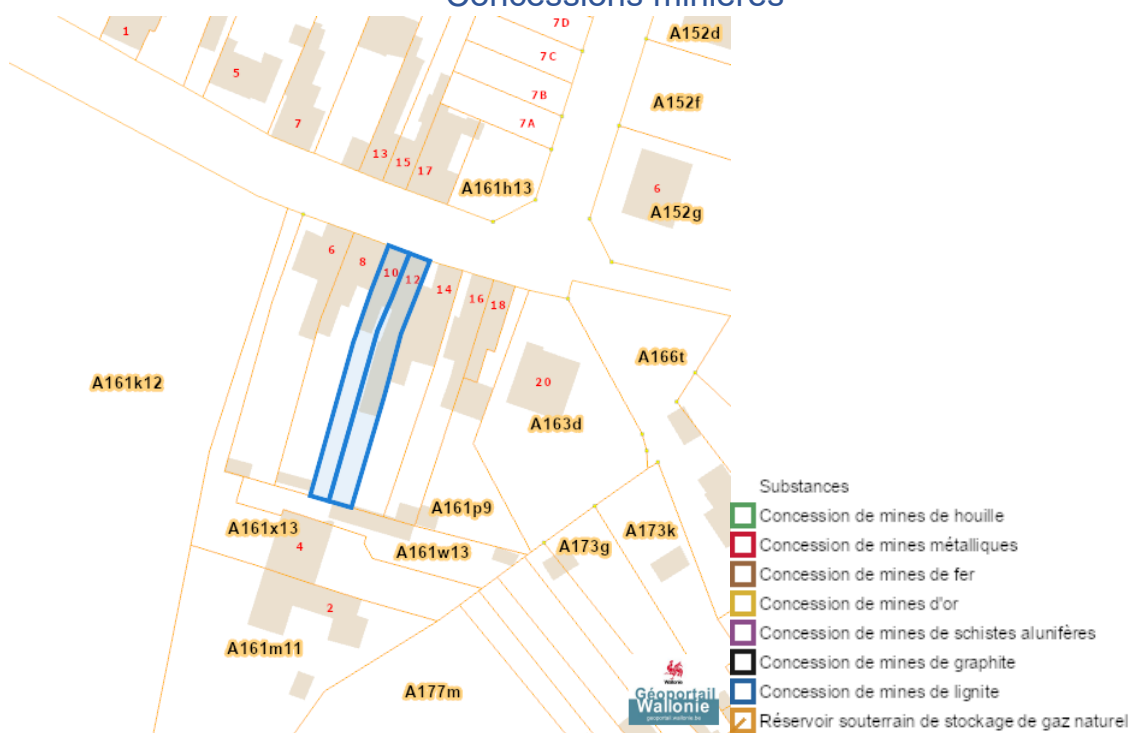 Concessions minières
7D
A152d
1
7C
5
7B
A152f
7
7A
13
15
17
A161h13
6
A152g
6
8
10
12
14
16
18
A166t
A161k12
20
A163d
Substances
A161p9
Concession de mines de houille
A161x13
A173k
4
A161w13
A173g
Concession de mines métalliques
Concession de mines de fer
2
Concession de mines d'or
A161m11
Concession de mines de schistes alunifères
Concession de mines de graphite
Wallonie
A177m
Géoportail
Wallonie
geoportail.wallonie.be
Concession de mines de lignite
Réservoir souterrain de stockage de gaz naturel